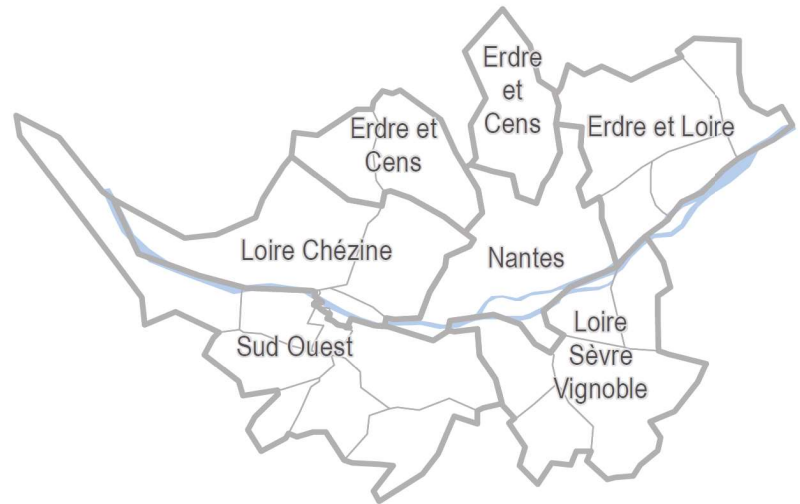 Erdre
et
Cens
Erdre et
Cens
Erdre et Loire
Loire Chézine
Nantes
Sud Ouest
Loire
Sèvre
Vignoble